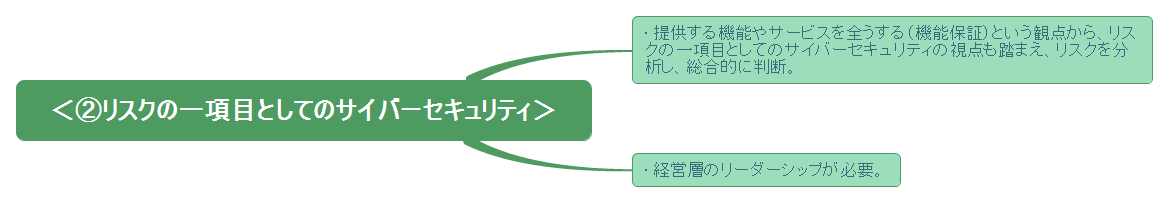 ＜②リスクの一項目としてのサイバーセキュリティ＞
・提供する機能やサービスを全うする（機能保証）という観点から、リス
クの一項目としてのサイバーセキュリティの視点も踏まえ、リスクを分
析し、総合的に判断。
・経営層のリーダーシップが必要。